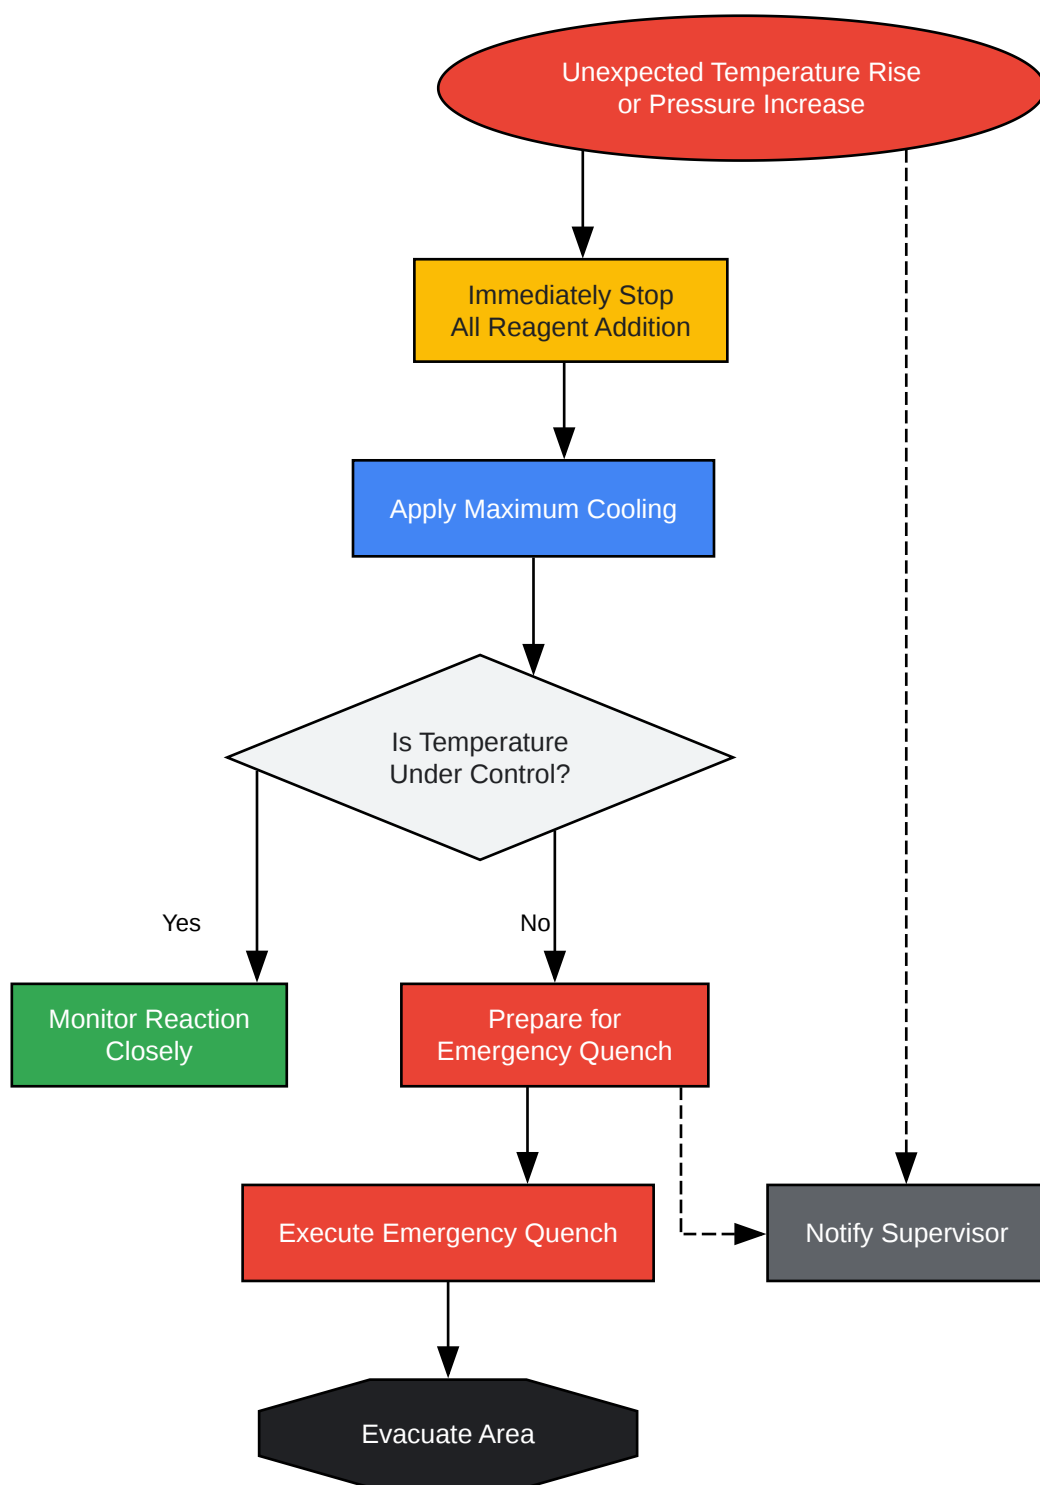 Unexpected Temperature Rise
or Pressure Increase
Immediately Stop
All Reagent Addition
Apply Maximum Cooling
Is Temperature
Under Control?
Yes
No
Monitor Reaction
Closely
Prepare for
Emergency Quench
Execute Emergency Quench
Notify Supervisor
Evacuate Area